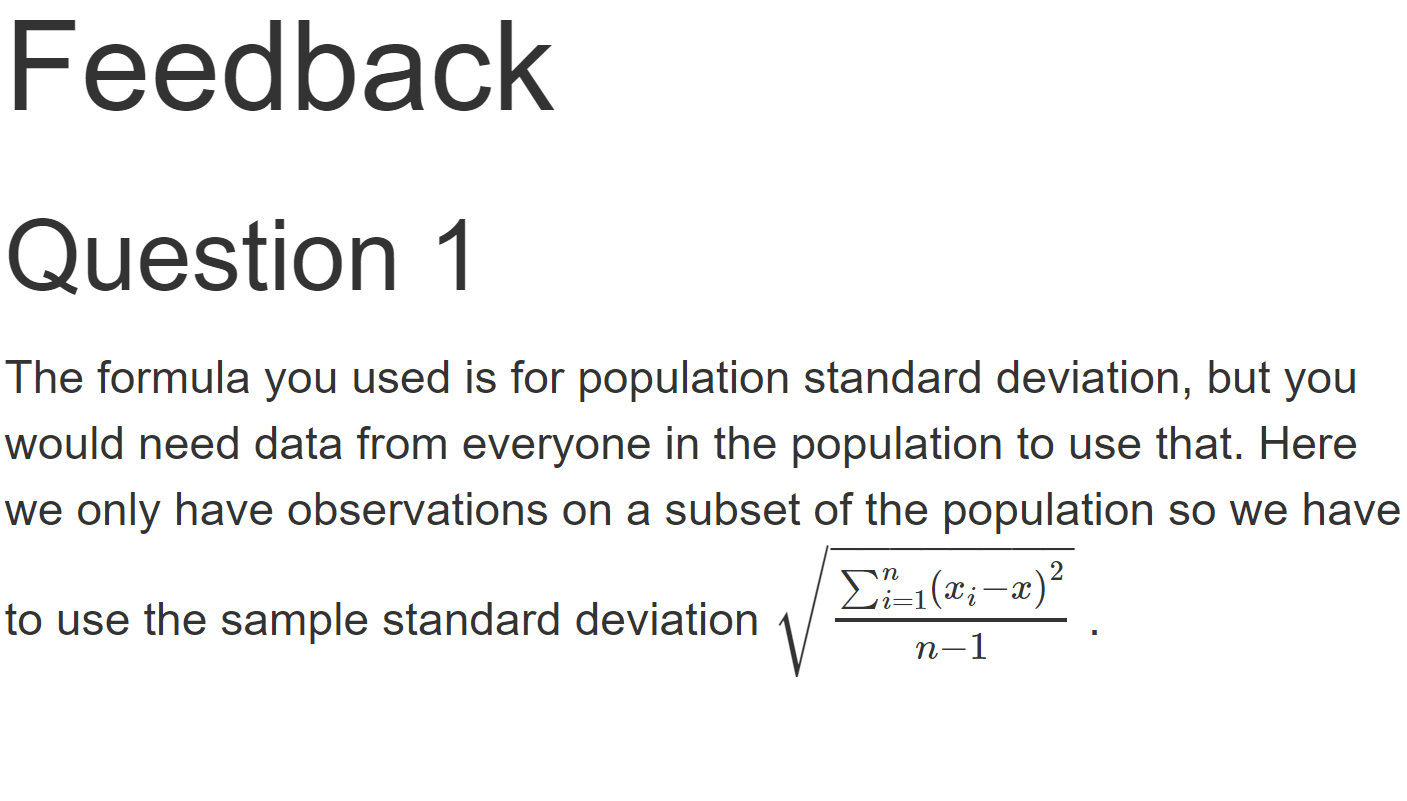 Feedback
Question 1
The formula you used is for population standard deviation, but you
would need data from everyone in the population to use that. Here
we only have observations on a subset of the population so we have
to use the sample standard deviation $\sqrt{\frac{\sum_{i=1}^{n}(x_i-x)^2}{n-1}}$ .